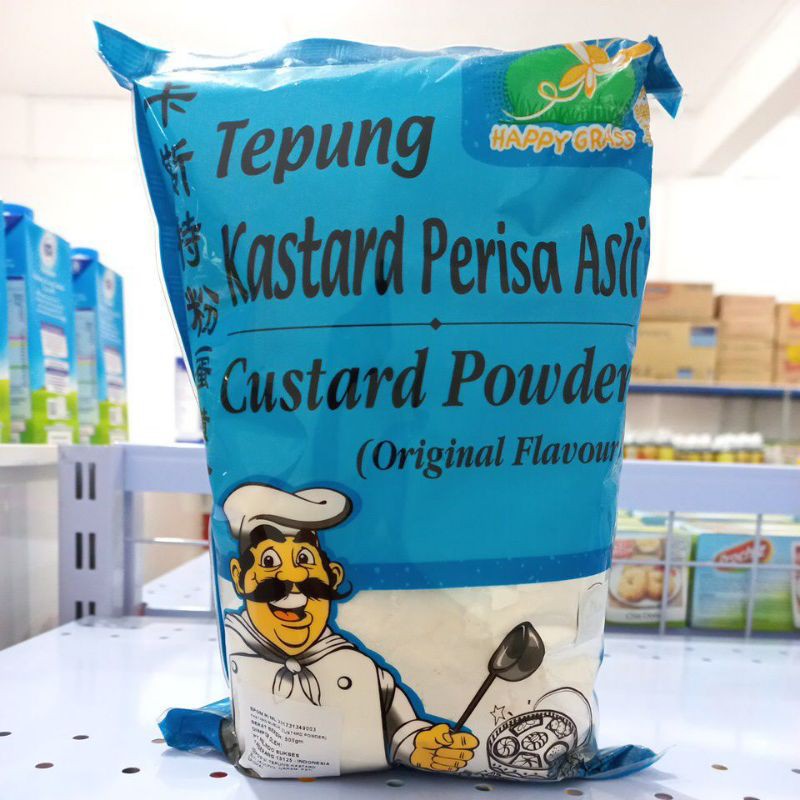 HAPPY GRASS
卡斯特粉
Tepung
Kastard Perisa Asli
Custard Powder
(Original Flavour
INDONESIA